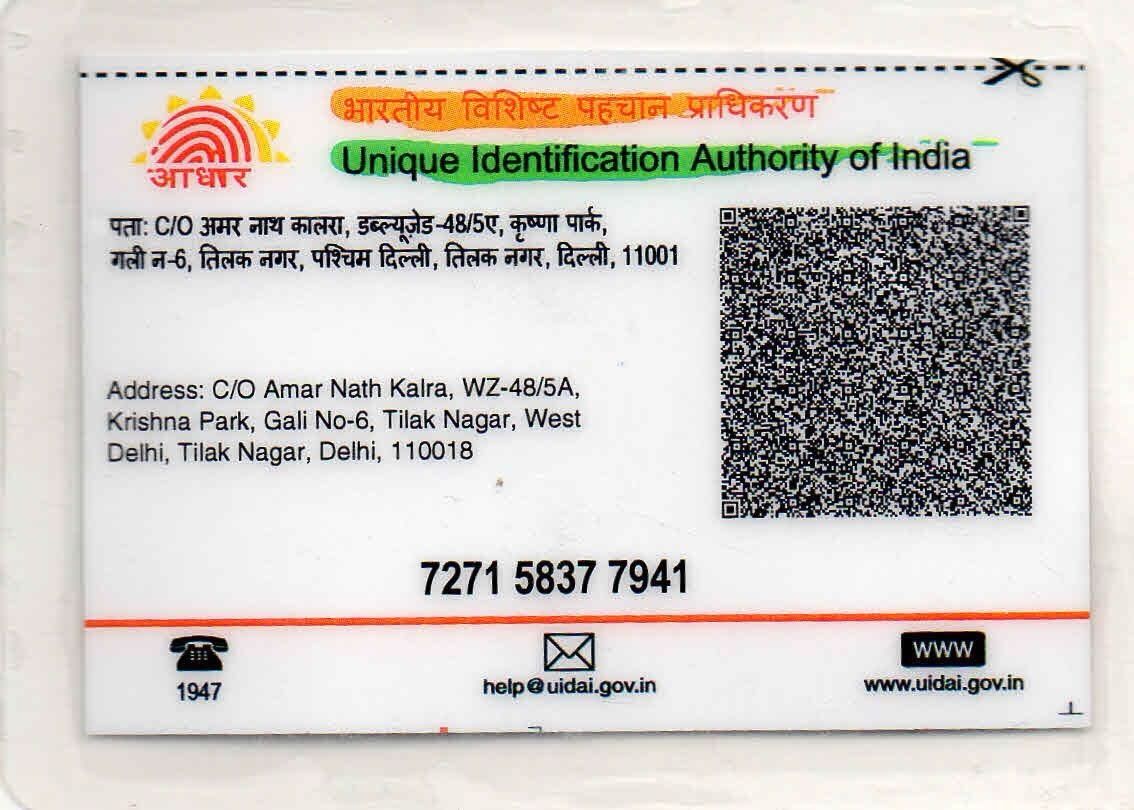 भारतीय विशिष्ट पहचान प्राधिकरण
Unique Identification Authority of India
आधार
पता: C/O अमर नाथ कालरा, डब्ल्यूज़ेड-48/5ए, कृष्णा पार्क,
गली न-6, तिलक नगर, पश्चिम दिल्ली, तिलक नगर, दिल्ली, 11001
Address: C/O Amar Nath Kalra, WZ-48/5A,
Krishna Park, Gali No-6, Tilak Nagar, West
Delhi, Tilak Nagar, Delhi, 110018
7271 5837 7941
1947
help@uidai.gov.in
WWW
www.uidai.gov.in